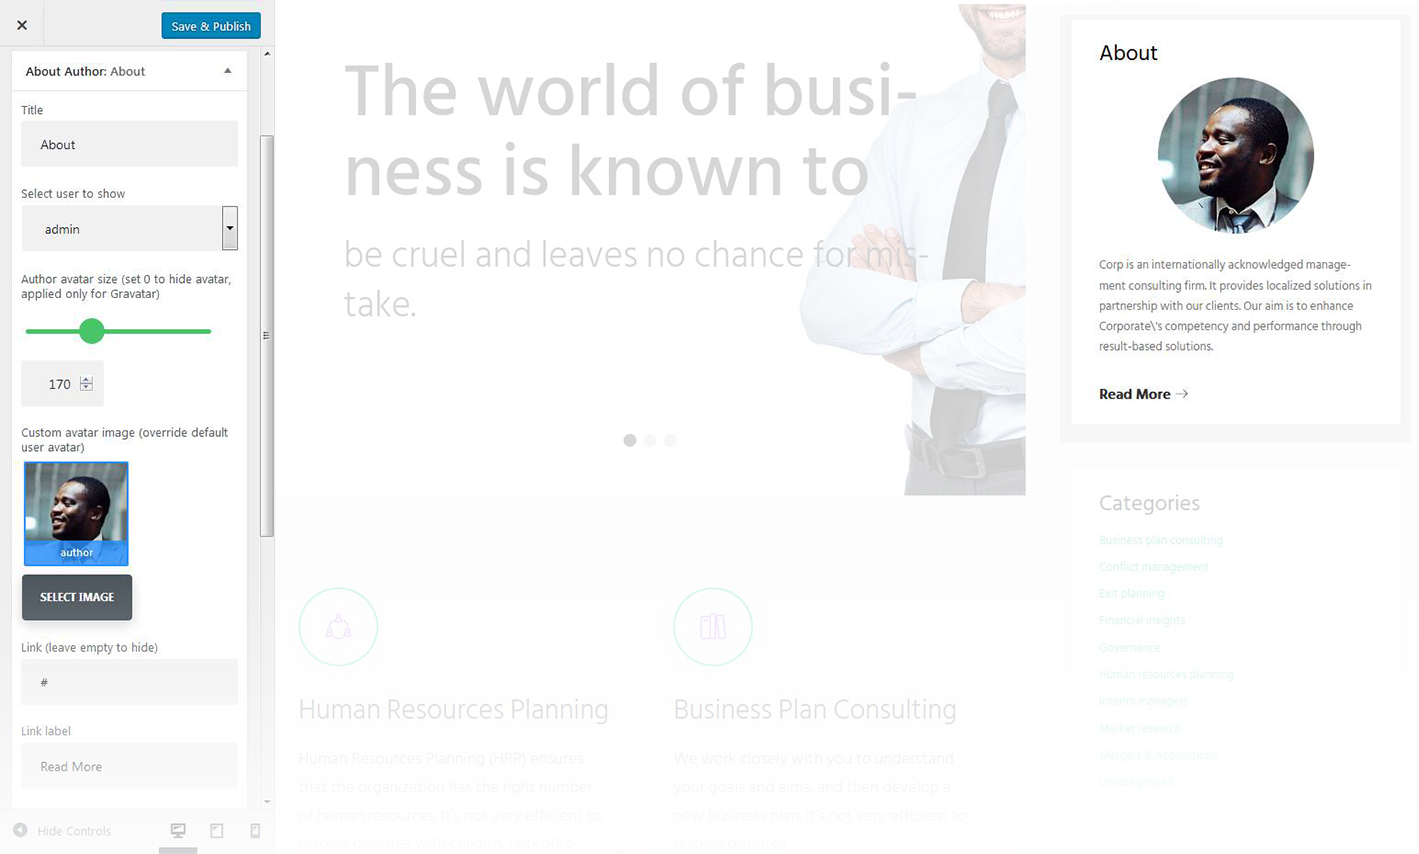 Save & Publish
About Author: About
Title
About
Select user to show
admin
Author avatar size (set 0 to hide avatar,
applied only for Gravatar)
170
Custom avatar image (override default
user avatar)
author
SELECT IMAGE
Link (leave empty to hide)
#
Link label
Read More
Hide Controls
The world of busi-
ness is known to
be cruel and leaves no chance for mis-
take.
Human Resources Planning
Human Resources Planning (HRP) ensures
that the organization has the right number
of human resources. It's not very efficient to
resolve disputes with childish, unprofes-
Business Plan Consulting
We work closely with you to understand
your goals and aims, and then develop a
new business plan. It's not very efficient to
resolve disputes
About
Corp is an internationally acknowledged manage-
ment consulting firm. It provides localized solutions in
partnership with our clients. Our aim is to enhance
Corporate\'s competency and performance through
result-based solutions.
Read More
Categories
Business plan consulting
Conflict management
Exit planning
Financial insights
Governance
Human resources planning
Interim managers
Market research
Mergers & Acquisitions
Uncategorized